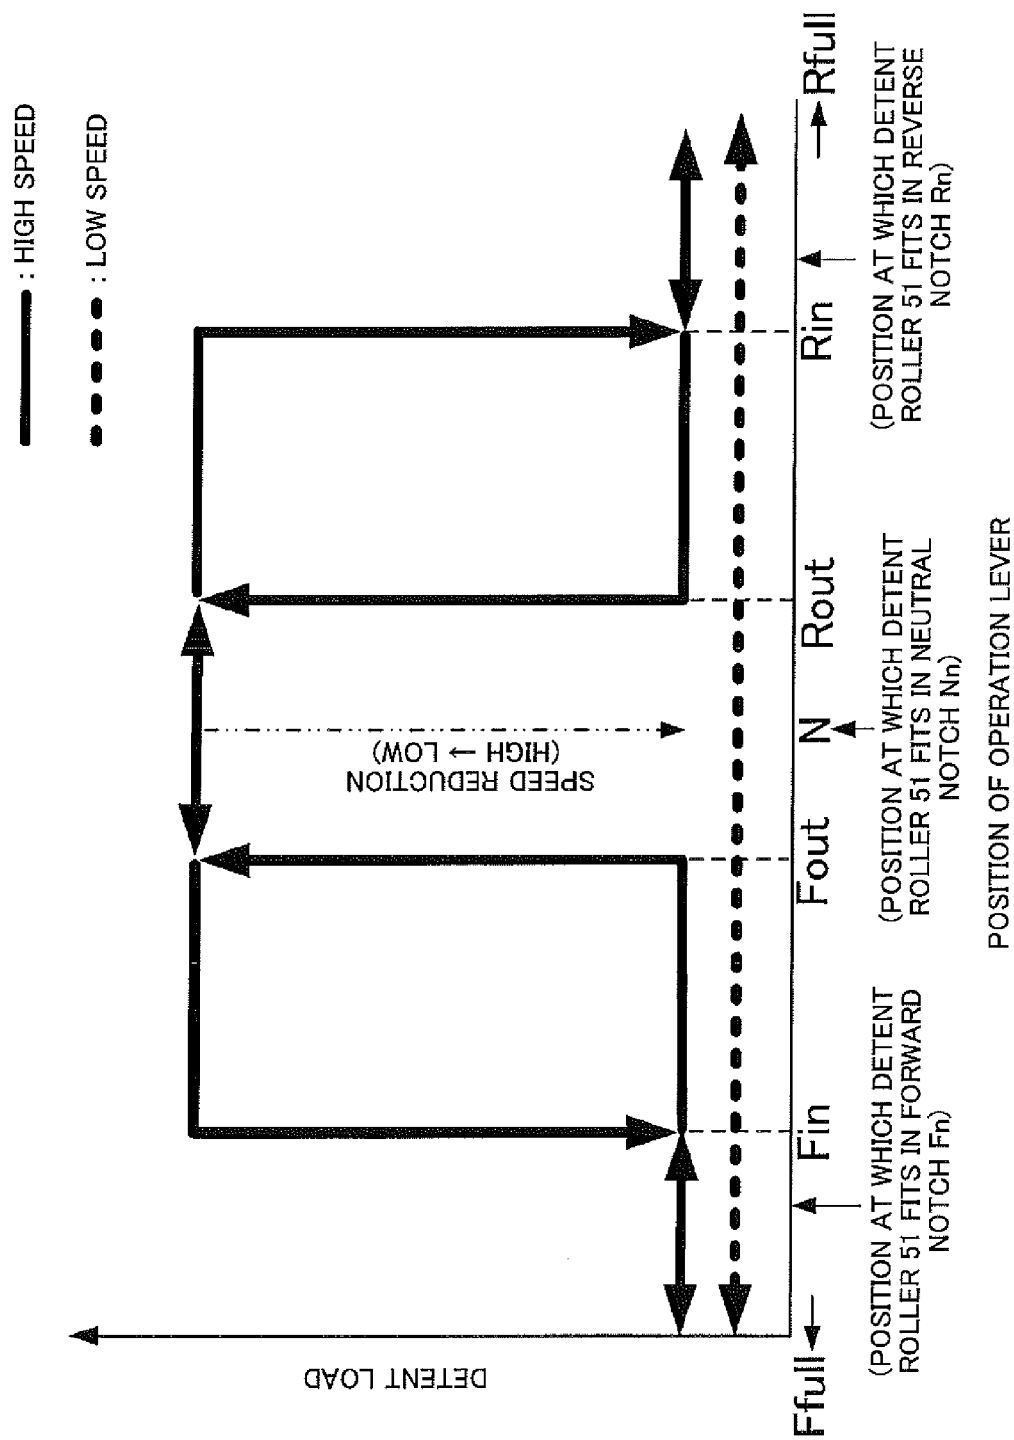 : HIGH SPEED
: LOW SPEED
DETENT LOAD
SPEED REDUCTION
(HIGH → LOW)
Ffull
Fin
Fout
N
Rout
Rin
Rfull
(POSITION AT WHICH DETENT
ROLLER 51 FITS IN FORWARD
NOTCH Fn)
(POSITION AT WHICH DETENT
ROLLER 51 FITS IN NEUTRAL
NOTCH Nn)
(POSITION AT WHICH DETENT
ROLLER 51 FITS IN REVERSE
NOTCH Rn)
POSITION OF OPERATION LEVER